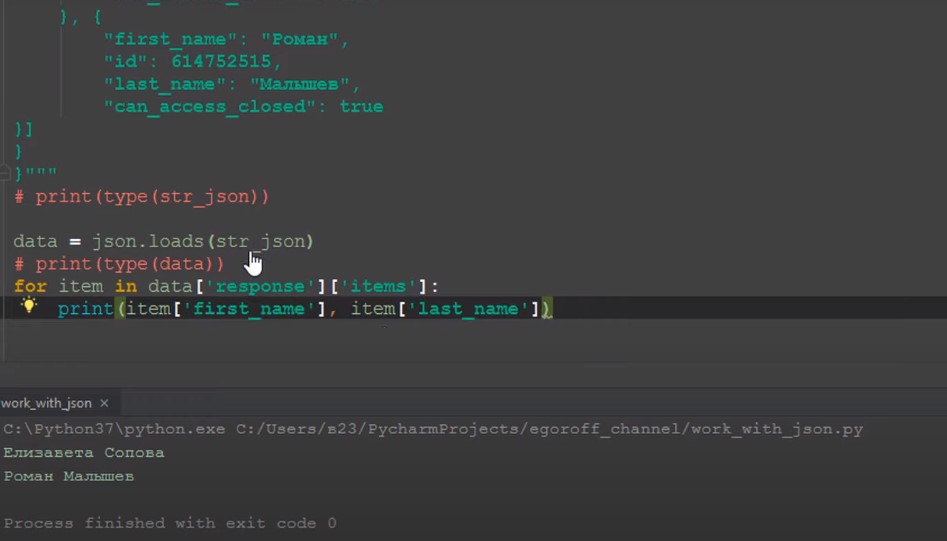 }, {
"first_name": "Роман",
"id": 614752515,
"last_name": "Малышев",
"can_access_closed": true
}]
}
}"""
# print(type(str_json))
data = json.loads(str_json)
# print(type(data))
for item in data['response']['items']:
print(item['first_name'], item['last_name'])
work_with_json ×
C:\Python37\python.exe C:/Users/в23/PycharmProjects/egoroff_channel/work_with_json.py
Елизавета Сопова
Роман Малышев
Process finished with exit code 0